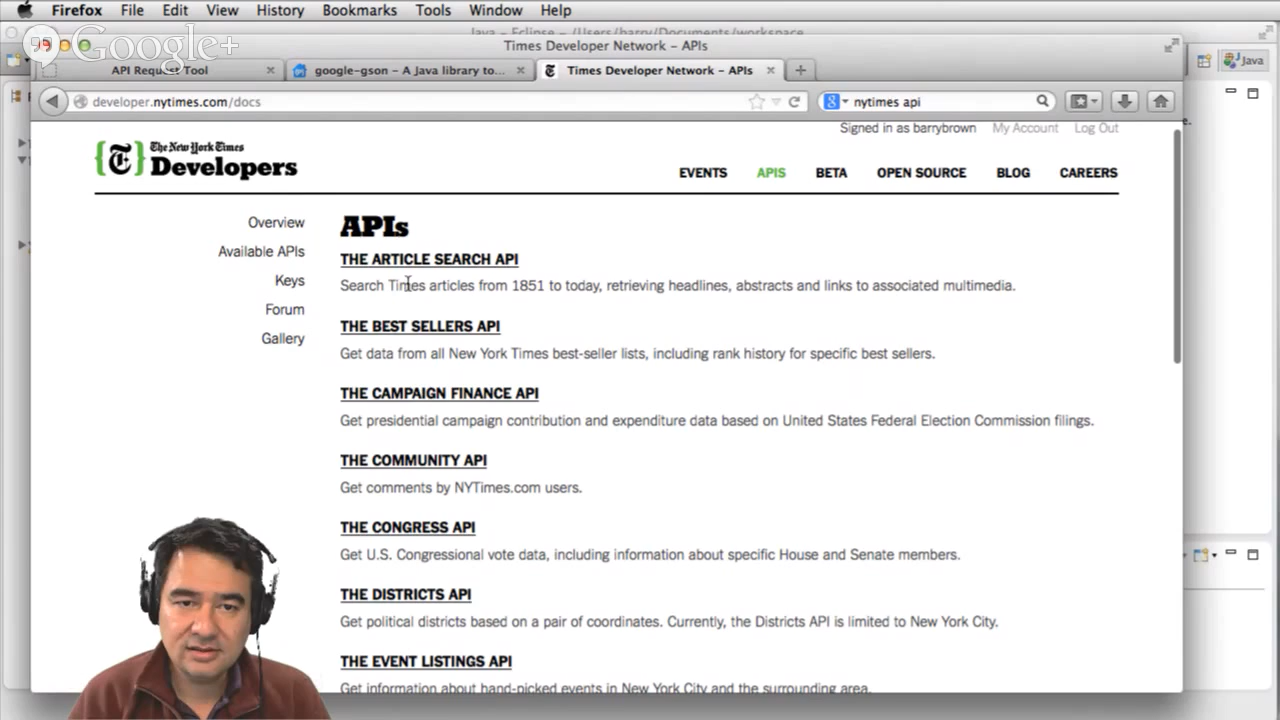 Firefox File Edit View History Bookmarks Tools Window Help
Google+
Java – Eclipse – /Users/barry/Documents/workspace
Times Developer Network – APIs
API Request Tool
google-gson – A Java library to...
Times Developer Network – APIs
Java
developer.nytimes.com/docs
nytimes api
Signed in as barrybrown My Account Log Out
The New York Times
{T} Developers
EVENTS APIS BETA OPEN SOURCE BLOG CAREERS
Overview
Available APIs
Keys
Forum
Gallery
APIs
THE ARTICLE SEARCH API
Search Times articles from 1851 to today, retrieving headlines, abstracts and links to associated multimedia.
THE BEST SELLERS API
Get data from all New York Times best-seller lists, including rank history for specific best sellers.
THE CAMPAIGN FINANCE API
Get presidential campaign contribution and expenditure data based on United States Federal Election Commission filings.
THE COMMUNITY API
Get comments by NYTimes.com users.
THE CONGRESS API
Get U.S. Congressional vote data, including information about specific House and Senate members.
THE DISTRICTS API
Get political districts based on a pair of coordinates. Currently, the Districts API is limited to New York City.
THE EVENT LISTINGS API
Get information about hand-picked events in New York City and the surrounding area.